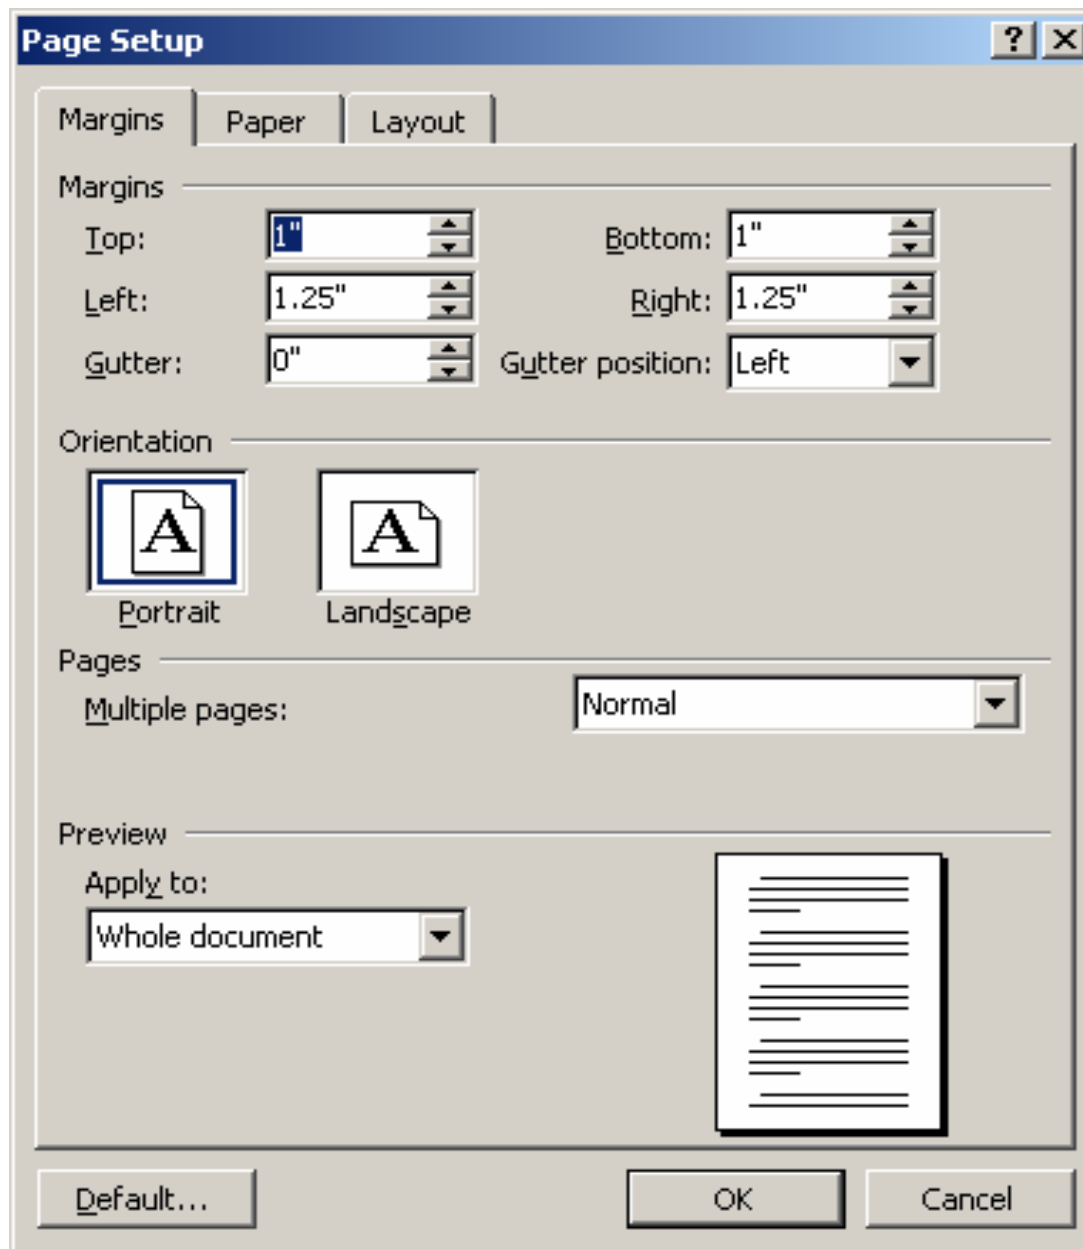 Page Setup
Margins Paper Layout
Margins
Top: 1" Bottom: 1"
Left: 1.25" Right: 1.25"
Gutter: 0" Gutter position: Left
Orientation
A A
Portrait Landscape
Pages
Multiple pages: Normal
Preview
Apply to:
Whole document
Default... OK Cancel